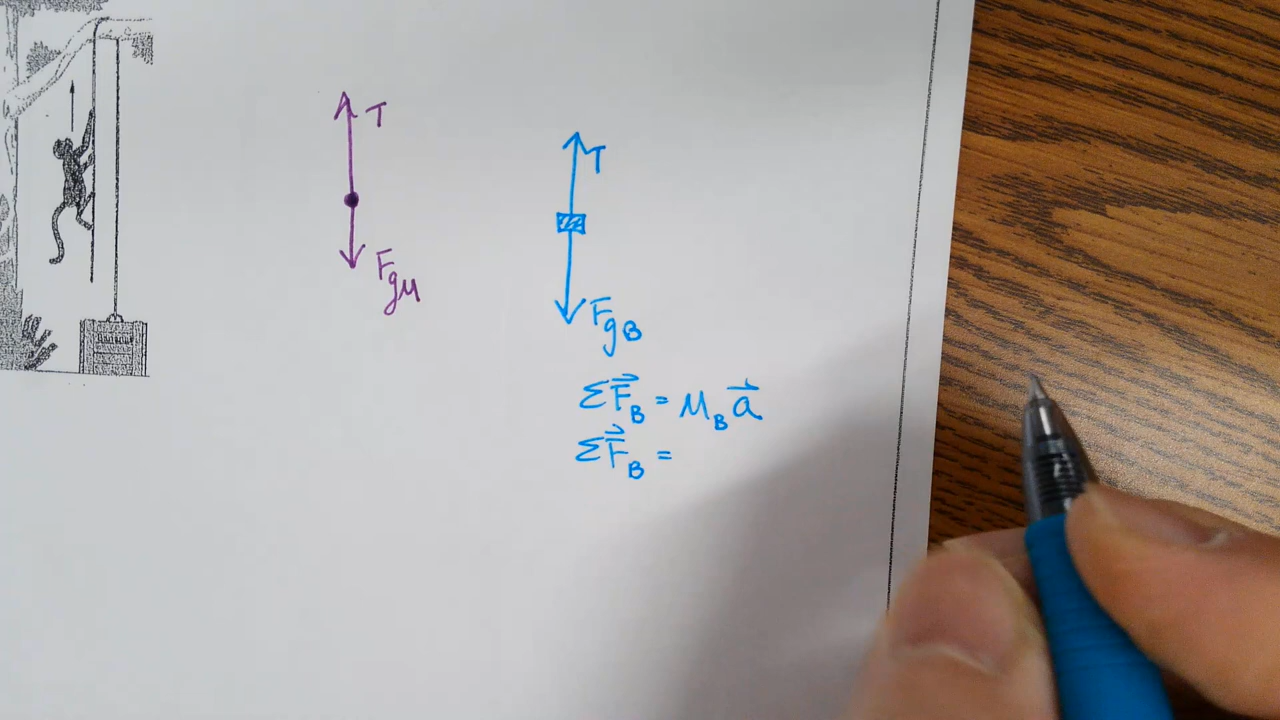 T
T
FgM
FgB
ΣF⃗B = MB a⃗
ΣF⃗B =